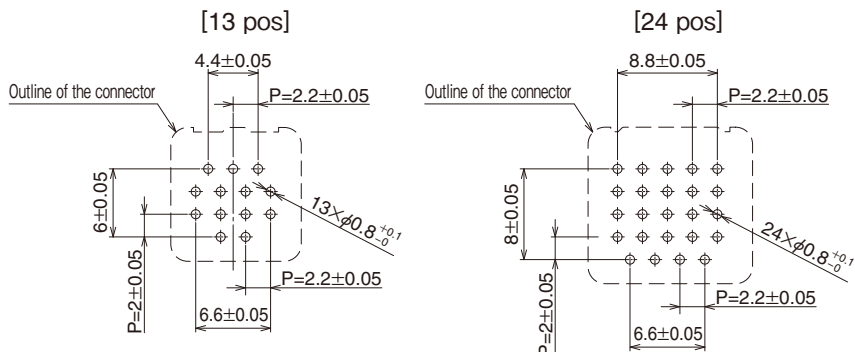 [13 pos]
4.4±0.05
P=2.2±0.05
Outline of the connector
6±0.05
P=2±0.05
13×φ0.8 +0.1 -0
P=2.2±0.05
6.6±0.05
[24 pos]
8.8±0.05
P=2.2±0.05
Outline of the connector
8±0.05
P=2±0.05
24×φ0.8 +0.1 -0
P=2.2±0.05
6.6±0.05